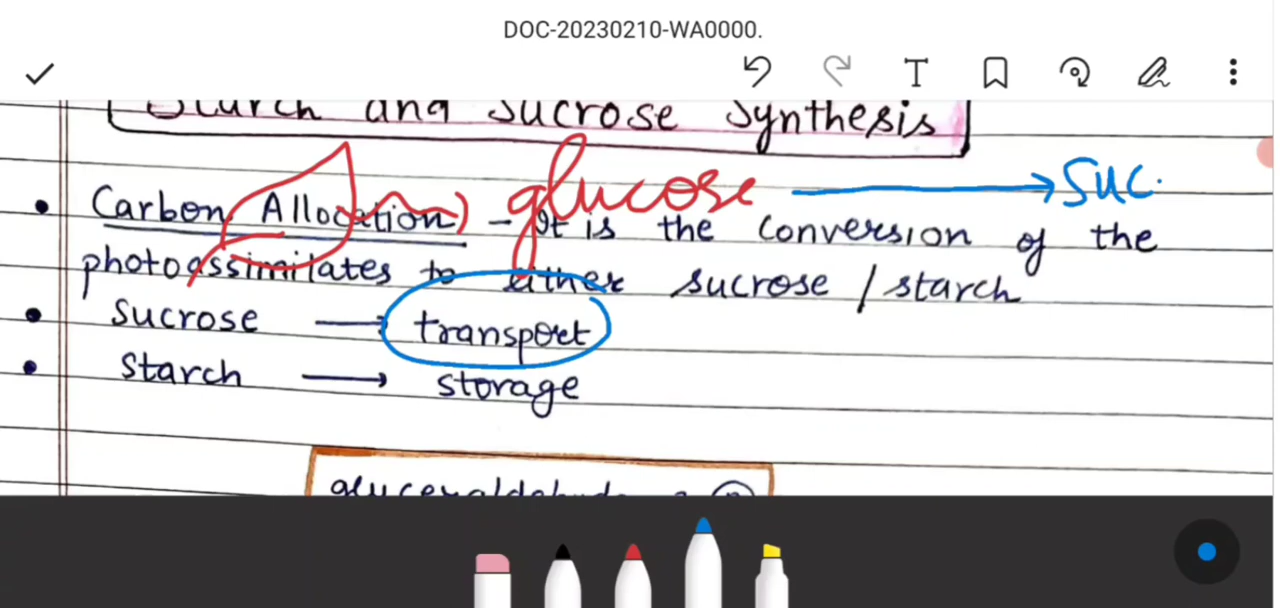 DOC-20230210-WA0000.
Starch and Sucrose Synthesis
glucose → Suc.
• Carbon Allocation) - It is the conversion of the
photoassimilates to either sucrose / starch
• Sucrose → transport
• Starch → storage
glyceraldehyde